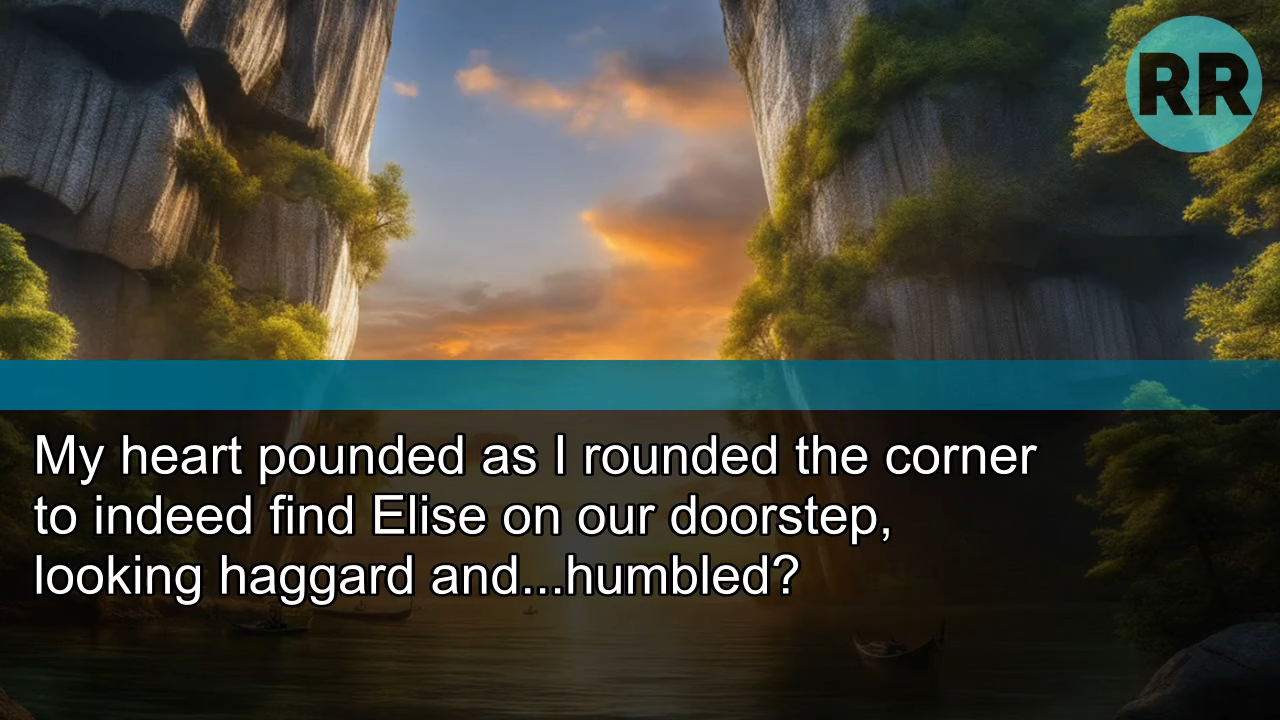 RR
My heart pounded as I rounded the corner
to indeed find Elise on our doorstep,
looking haggard and...humbled?